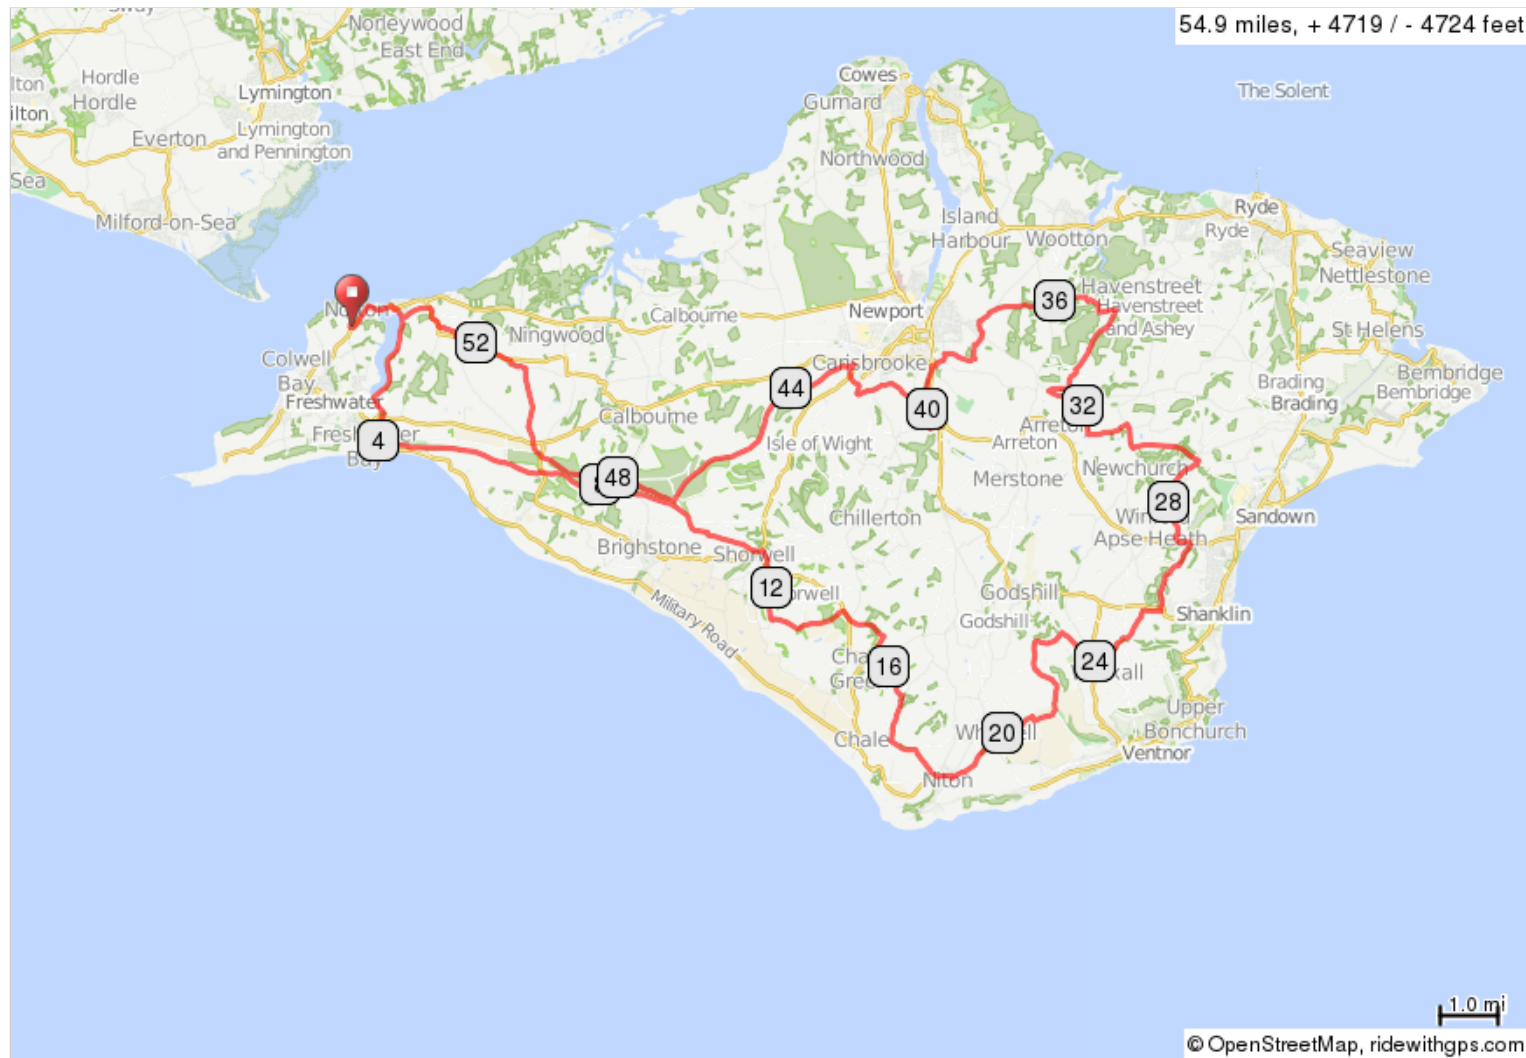 54.9 miles, + 4719 / - 4724 feet
Norleywood
East End
Hordle
Hordle
lton
ilton
Lymington
Everton
Lymington
and Pennington
Sea
Milford-on-Sea
Cowes
Gurnard
The Solent
Northwood
Island
Harbour
Wootton
Ryde
Ryde
Seaview
Nettlestone
Havenstreet
Havenstreet
and Ashey
St Helens
36
Newport
Calbourne
Ningwood
52
Colwell
Bay
Freshwater
4
Bay
Carisbrooke
44
40
Calbourne
Isle of Wight
32
Arreton
Arreton
Brading
Brading
Bembridge
Bembridge
Newchurch
Merstone
48
28
Chillerton
Apse Heath
Sandown
Brighstone
Shorwell
12
Military Road
Godshill
Godshill
Shanklin
16
24
20
Chale
Niton
Upper
Bonchurch
Ventnor
1.0 mi
© OpenStreetMap, ridewithgps.com